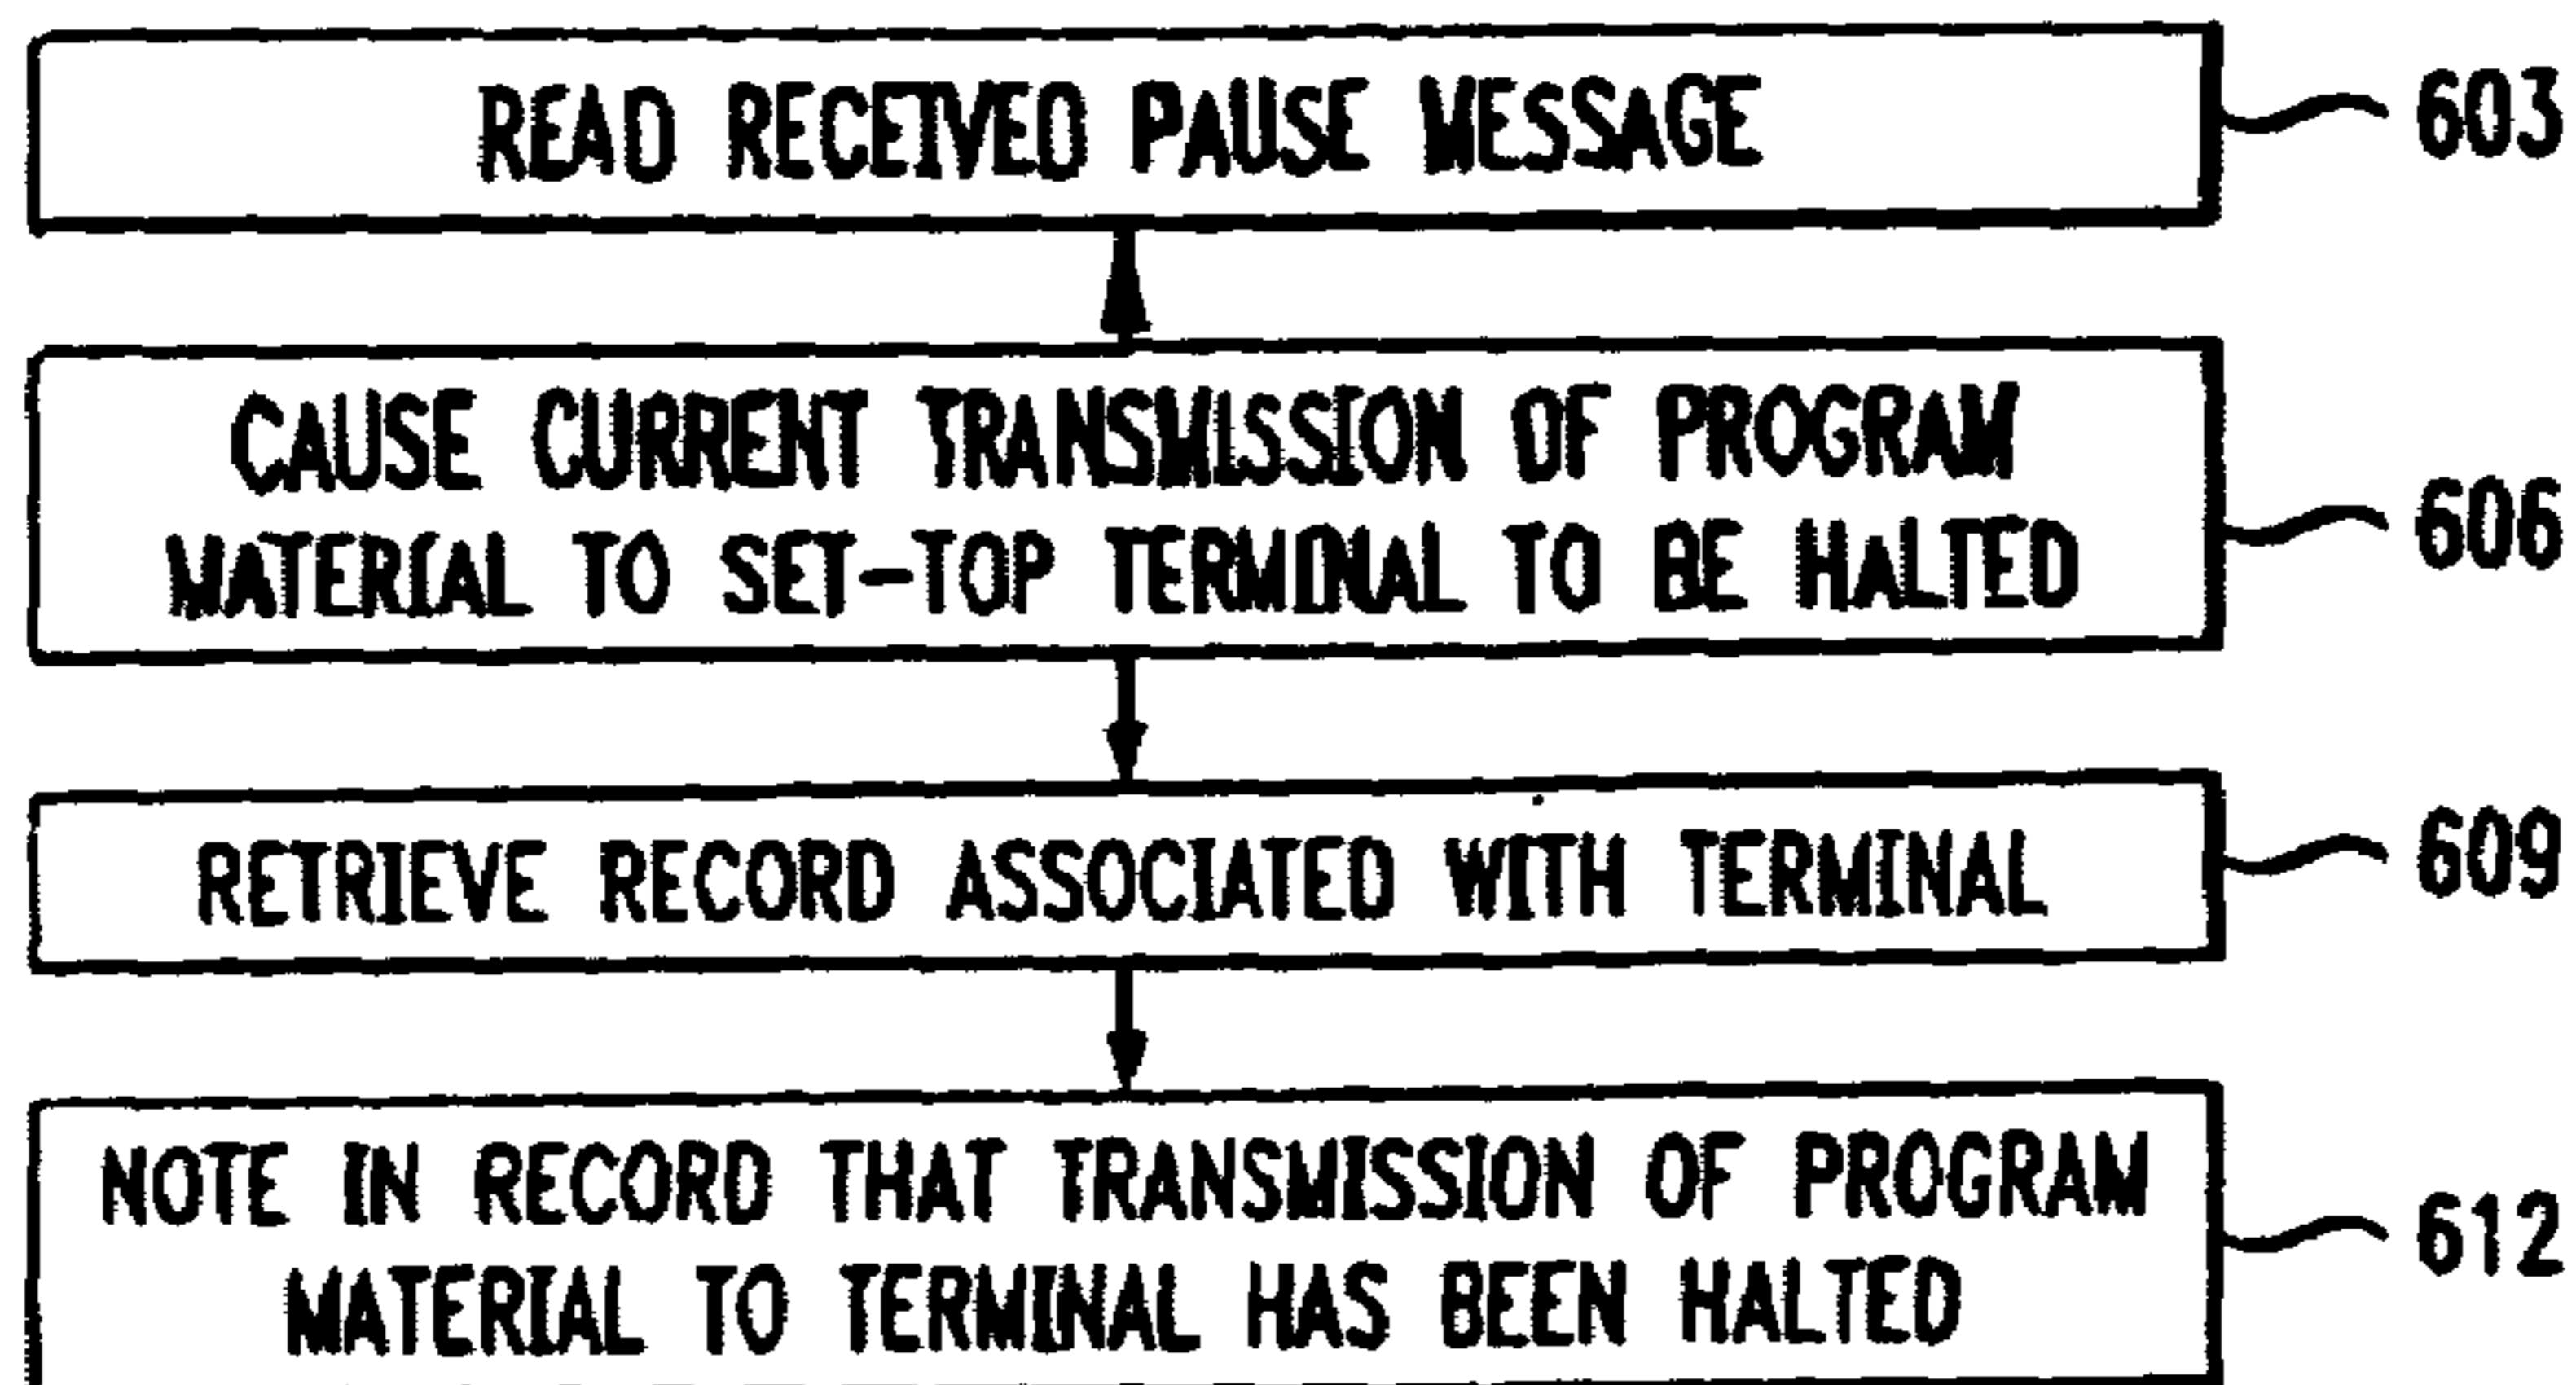 READ RECEIVED PAUSE MESSAGE
603
CAUSE CURRENT TRANSMISSION OF PROGRAM
MATERIAL TO SET-TOP TERMINAL TO BE HALTED
606
RETRIEVE RECORD ASSOCIATED WITH TERMINAL
609
NOTE IN RECORD THAT TRANSMISSION OF PROGRAM
MATERIAL TO TERMINAL HAS BEEN HALTED
612